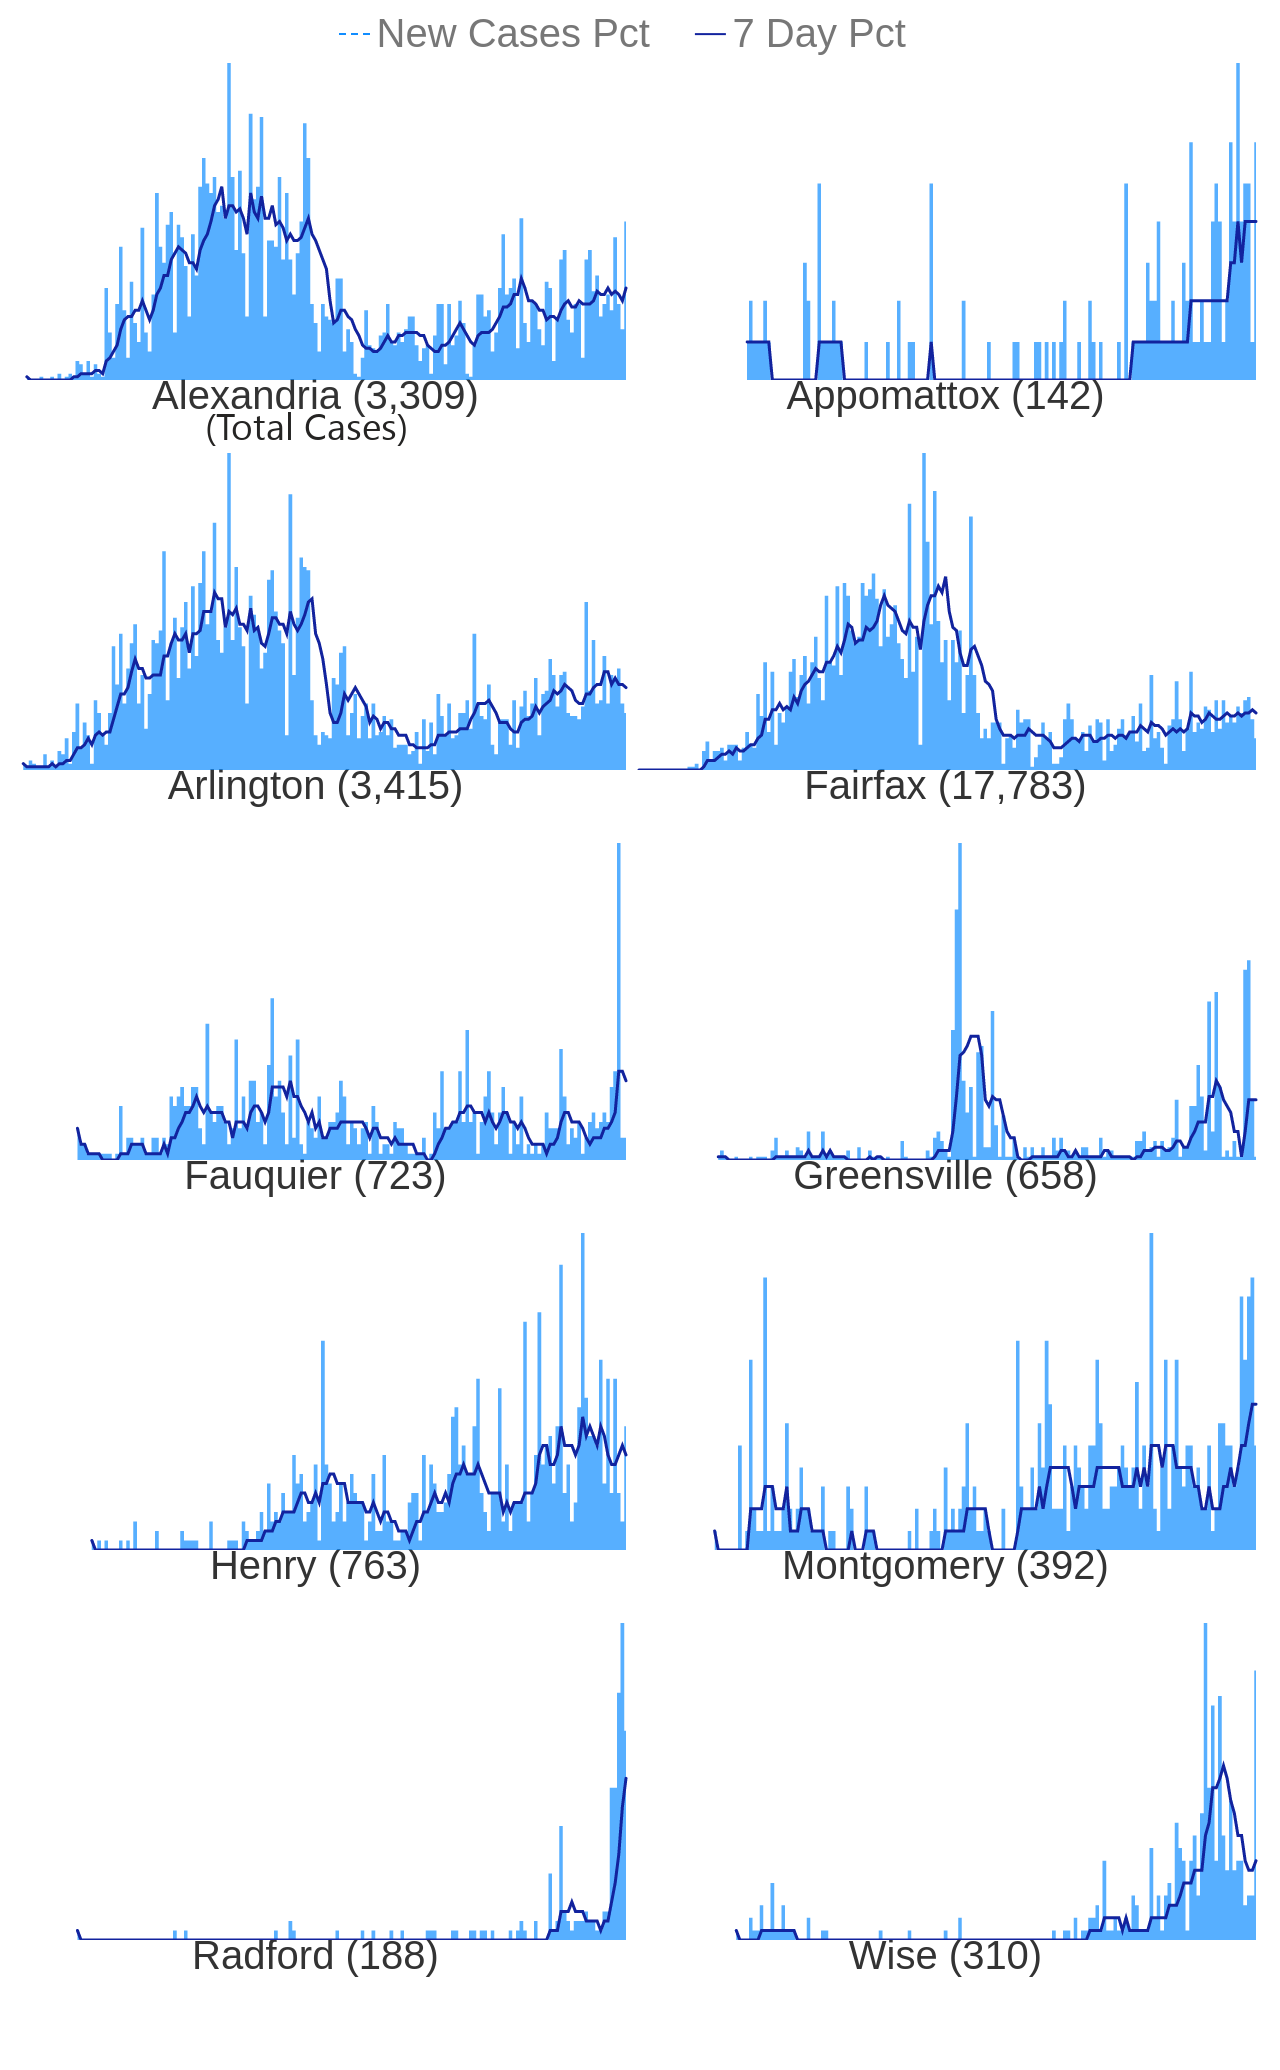 New Cases Pct 7 Day Pct
Alexandria (3,309) Appomattox (142)
(Total Cases)
Arlington (3,415) Fairfax (17,783)
Fauquier (723) Greensville (658)
Henry (763) Montgomery (392)
Radford (188) Wise (310)